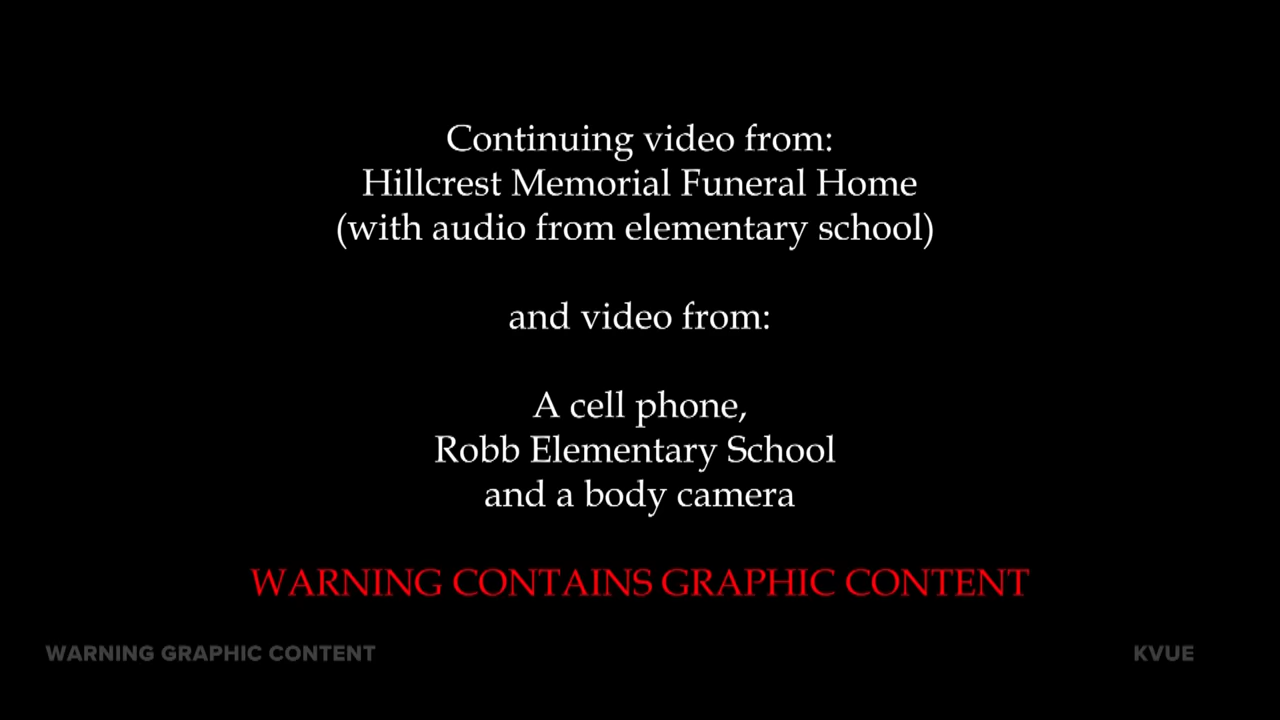 Continuing video from:
Hillcrest Memorial Funeral Home
(with audio from elementary school)
and video from:
A cell phone,
Robb Elementary School
and a body camera
WARNING CONTAINS GRAPHIC CONTENT
WARNING GRAPHIC CONTENT
KVUE